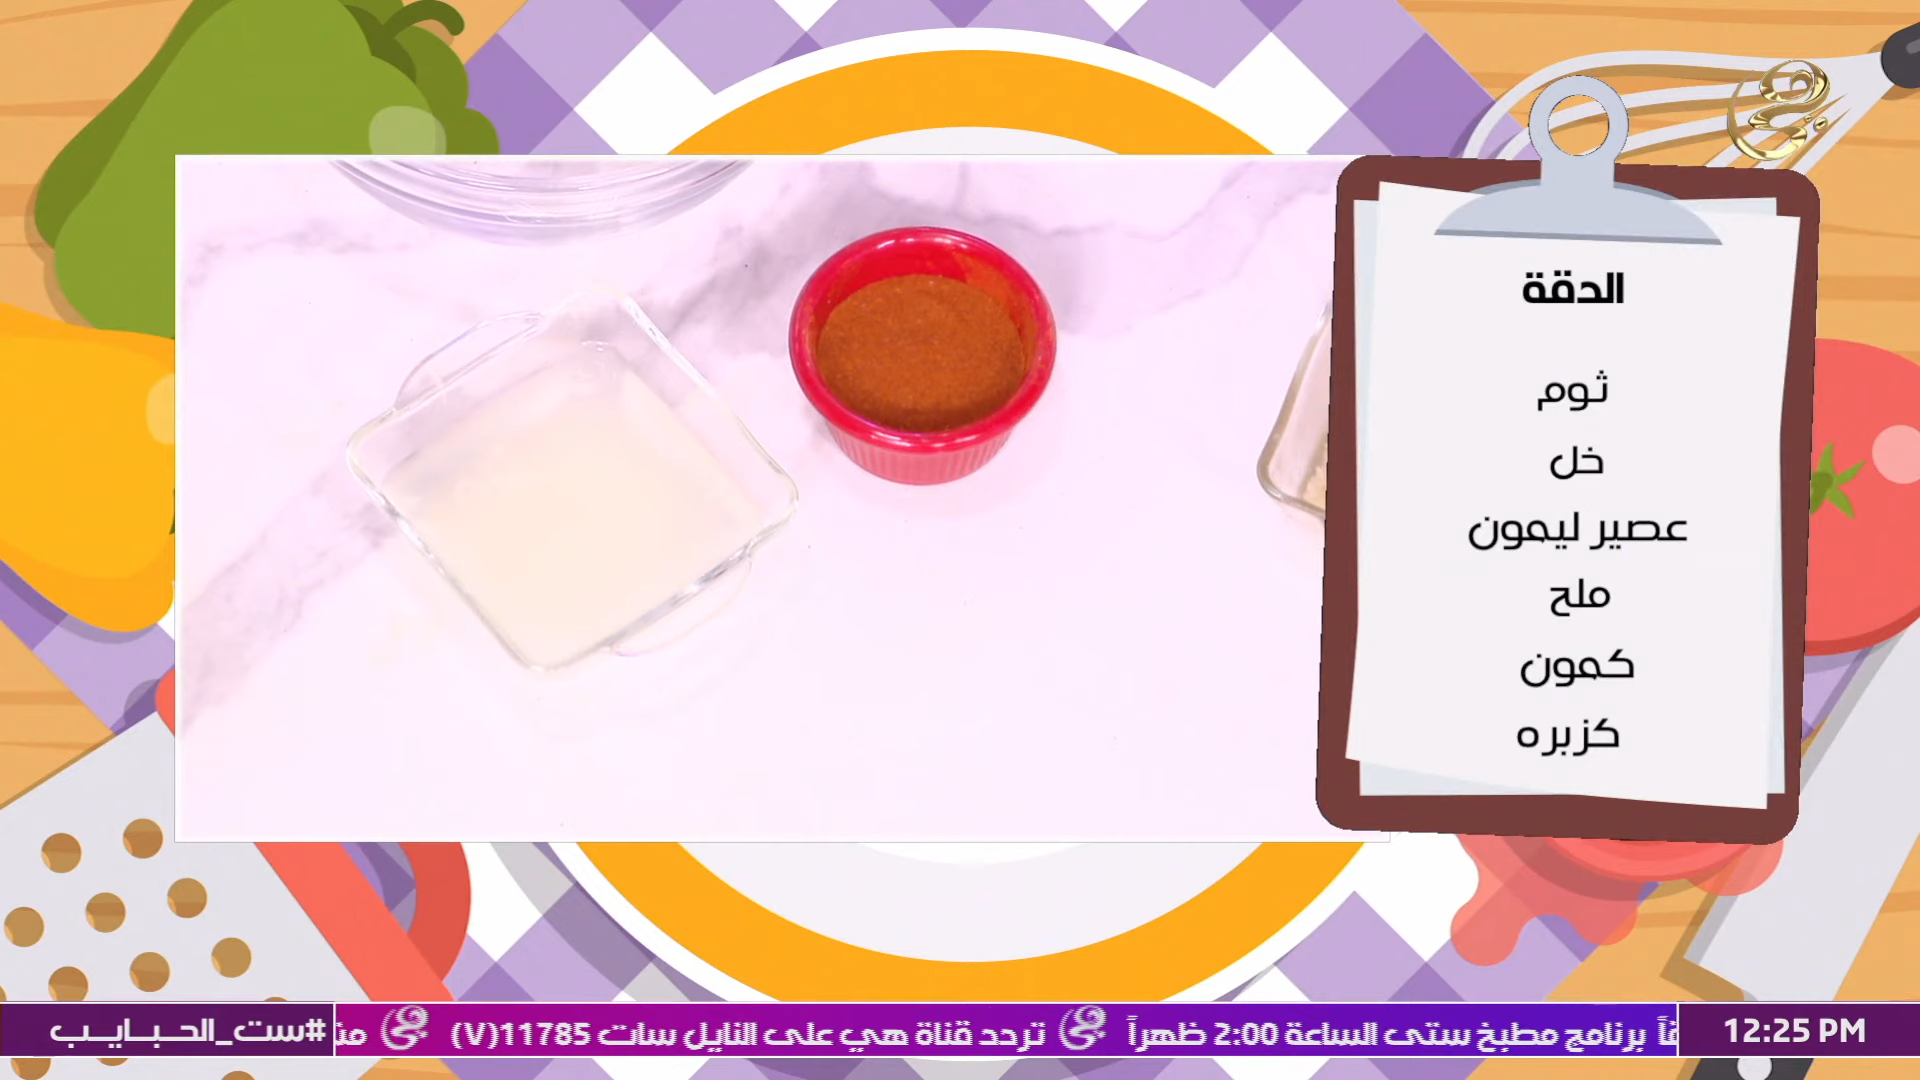 الدقة
ثوم
خل
عصير ليمون
ملح
كمون
كزبره
12:25 PM
برنامج مطبخ ستى الساعة 2:00 ظهراً
تردد قناة هي على النايل سات 11785(V)
#ست_الحبايب